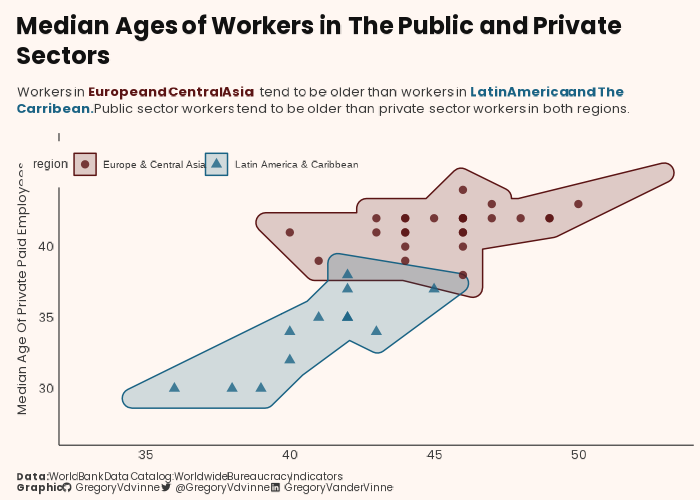 Median Ages of Workers in The Public and Private
Sectors
Workers in Europe and Central Asia tend to be older than workers in Latin America and The
Carribean. Public sector workers tend to be older than private sector workers in both regions.
region
Europe & Central Asia
Latin America & Caribbean
Median Age Of Private Paid Employees
40
35
30
35
40
45
50
Data: World Bank Data Catalog: Worldwide Bureaucracy Indicators
Graphic: GregoryVdvinne @GregoryVdvinne GregoryVanderVinne